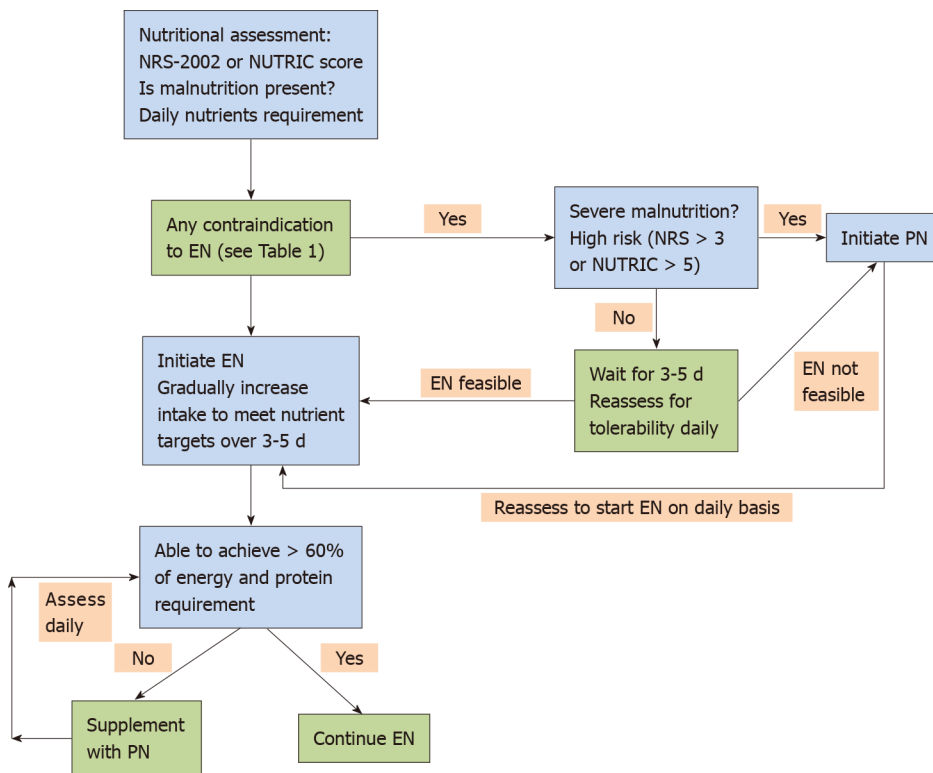 Nutritional assessment:
NRS-2002 or NUTRIC score
Is malnutrition present?
Daily nutrients requirement
Any contraindication
to EN (see Table 1)
Yes
Severe malnutrition?
High risk (NRS > 3
or NUTRIC > 5)
Yes
Initiate PN
No
Initiate EN
Gradually increase
intake to meet nutrient
targets over 3-5 d
EN feasible
Wait for 3-5 d
Reassess for
tolerability daily
EN not
feasible
Reassess to start EN on daily basis
Able to achieve > 60%
of energy and protein
requirement
Assess
daily
No
Yes
Supplement
with PN
Continue EN